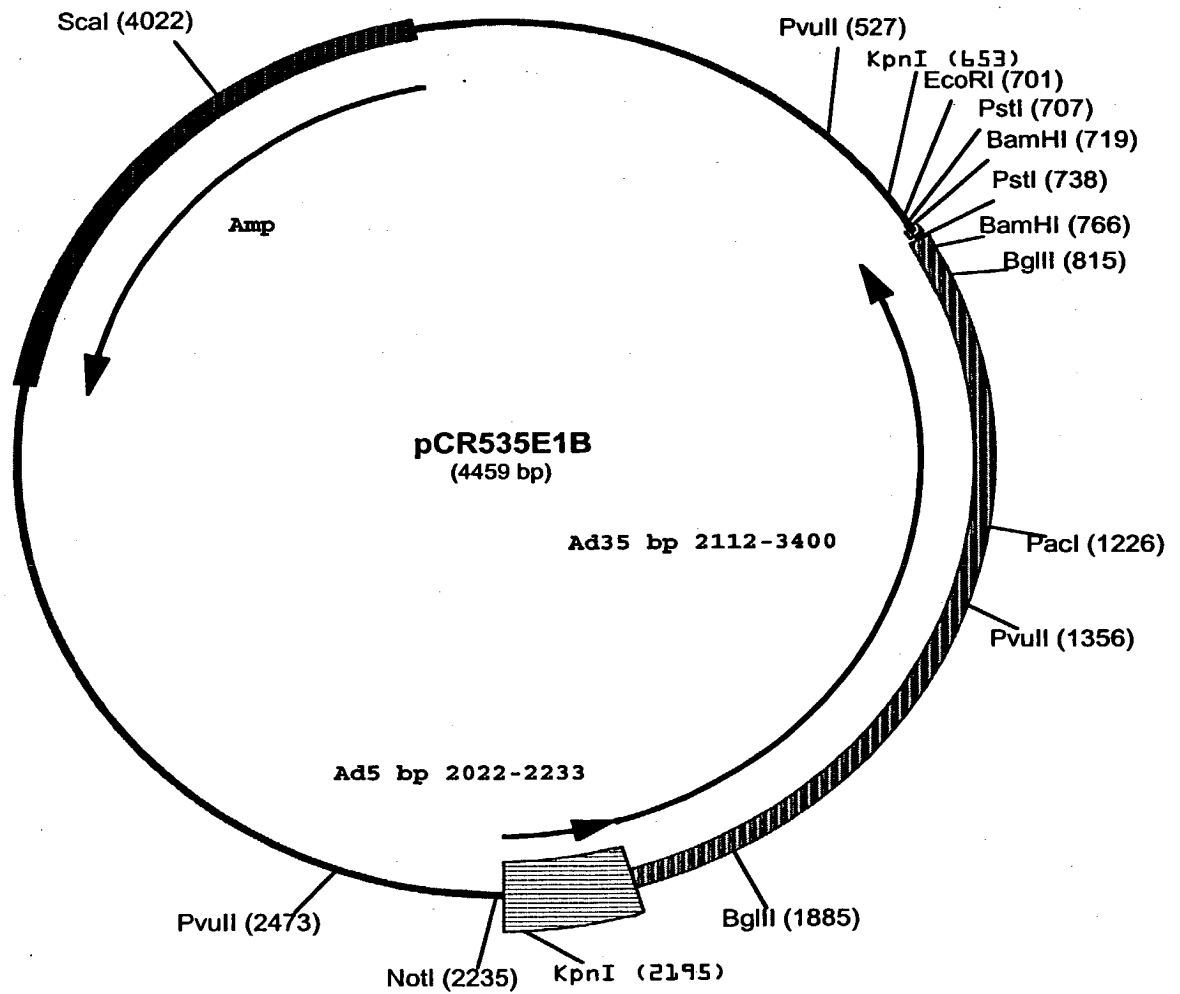 ScaI (4022)
PvuII (527)
KpnI (653)
EcoRI (701)
PstI (707)
BamHI (719)
PstI (738)
BamHI (766)
BglII (815)
Amp
pCR535E1B
(4459 bp)
Ad35 bp 2112-3400
PacI (1226)
PvuII (1356)
Ad5 bp 2022-2233
PvuII (2473)
BglII (1885)
NotI (2235)
KpnI (2195)